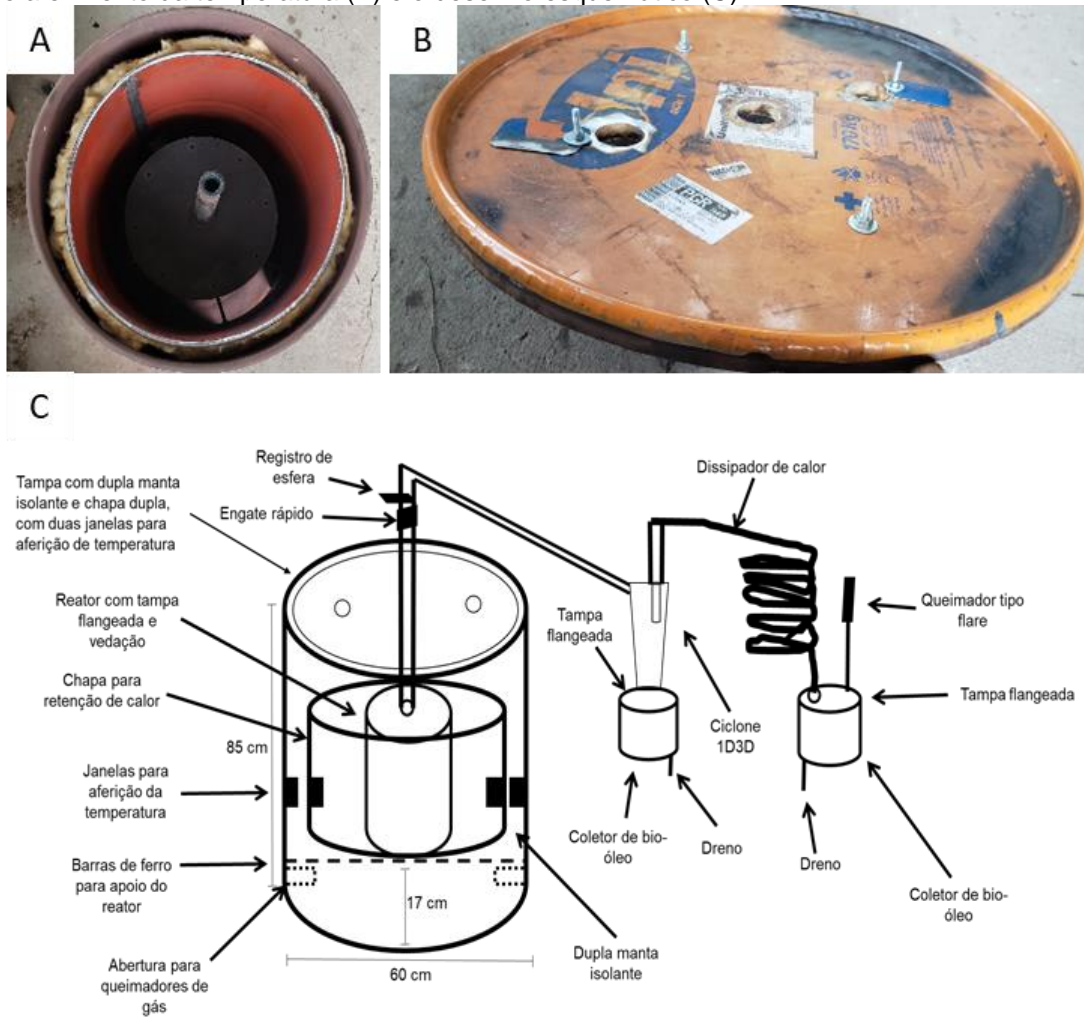 A
B
C
Registro de
esfera
Tampa com dupla manta
isolante e chapa dupla,
com duas janelas para
aferição de temperatura
Engate rápido
Dissipador de calor
Reator com tampa
flangeada e
vedação
Tampa
flangeada
Queimador tipo
flare
Chapa para
retenção de calor
Tampa flangeada
85 cm
Ciclone
1D3D
Janelas para
aferição da
temperatura
Coletor de bio-
óleo
Dreno
Dreno
Barras de ferro
para apoio do
reator
17 cm
Coletor de bio-
óleo
Dupla manta
isolante
60 cm
Abertura para
queimadores de
gás